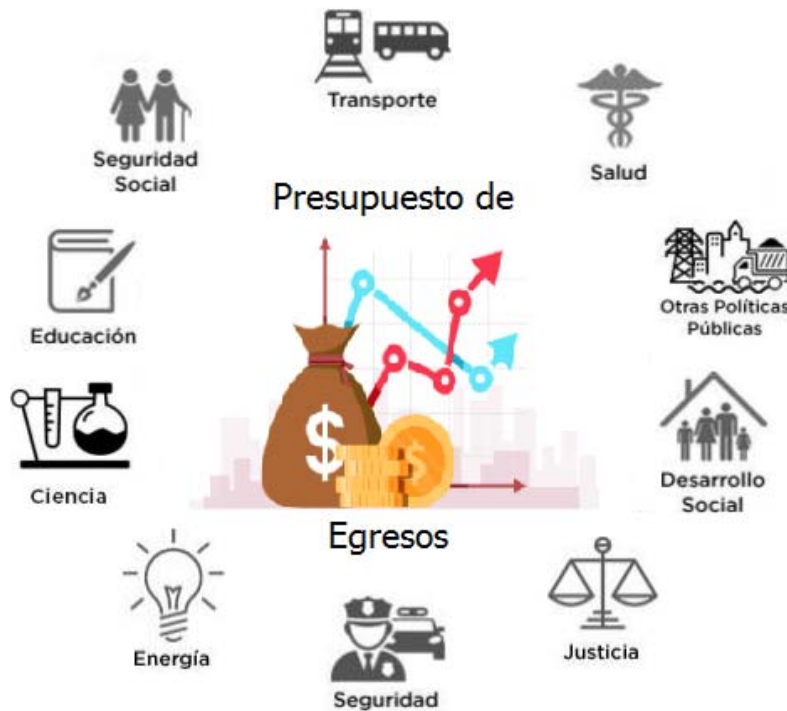 Transporte
Seguridad
Social
Salud
Presupuesto de
Educación
Otras Políticas
Públicas
$
$
Ciencia
Desarrollo
Social
Egresos
Energía
Justicia
Seguridad